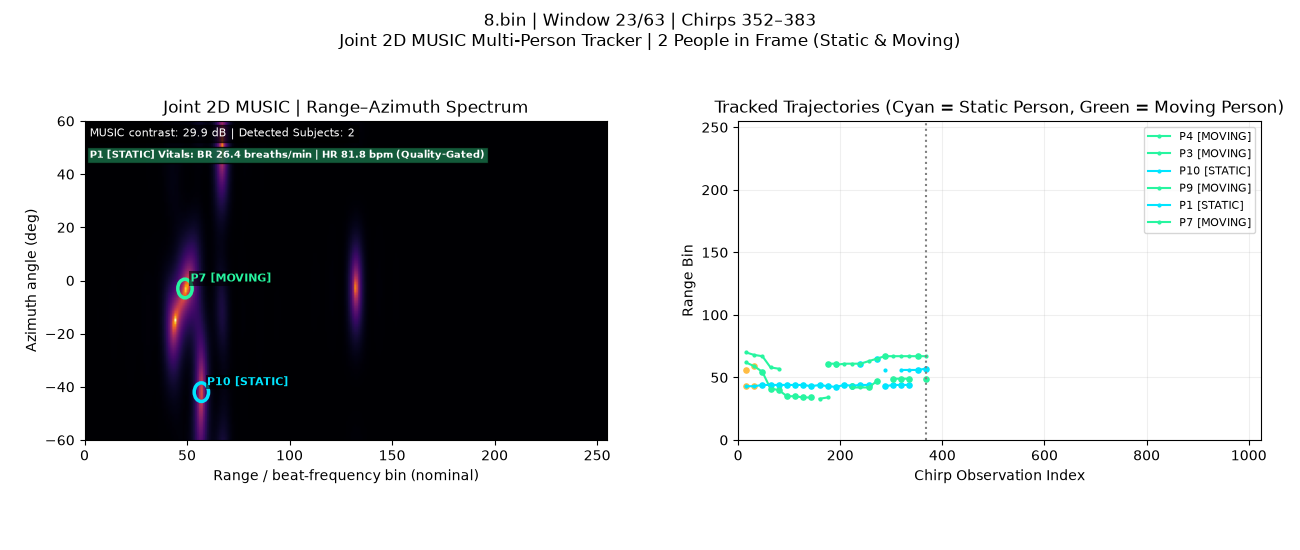 8.bin | Window 23/63 | Chirps 352–383
Joint 2D MUSIC Multi-Person Tracker | 2 People in Frame (Static & Moving)
Joint 2D MUSIC | Range–Azimuth Spectrum
MUSIC contrast: 29.9 dB | Detected Subjects: 2
P1 [STATIC] Vitals: BR 26.4 breaths/min | HR 81.8 bpm (Quality-Gated)
P7 [MOVING]
P10 [STATIC]
60
40
20
0
−20
−40
−60
Azimuth angle (deg)
0
50
100
150
200
250
Range / beat-frequency bin (nominal)
Tracked Trajectories (Cyan = Static Person, Green = Moving Person)
P4 [MOVING]
P3 [MOVING]
P10 [STATIC]
P9 [MOVING]
P1 [STATIC]
P7 [MOVING]
250
200
150
100
50
0
Range Bin
0
200
400
600
800
1000
Chirp Observation Index